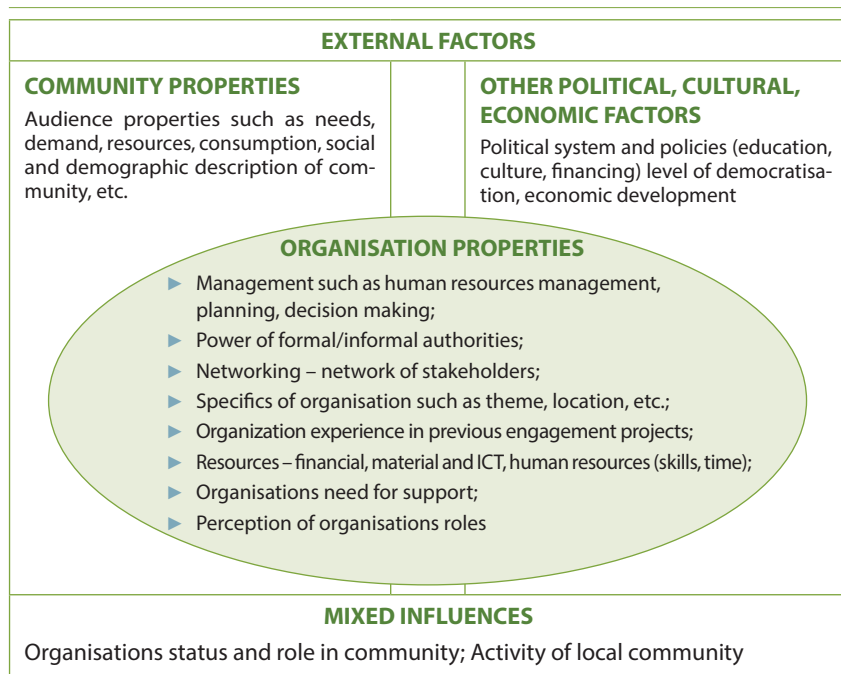 EXTERNAL FACTORS
COMMUNITY PROPERTIES
Audience properties such as needs,
demand, resources, consumption, social
and demographic description of com-
munity, etc.
OTHER POLITICAL, CULTURAL,
ECONOMIC FACTORS
Political system and policies (education,
culture, financing) level of democratisa-
tion, economic development
ORGANISATION PROPERTIES
► Management such as human resources management,
planning, decision making;
► Power of formal/informal authorities;
► Networking – network of stakeholders;
► Specifics of organisation such as theme, location, etc.;
► Organization experience in previous engagement projects;
► Resources – financial, material and ICT, human resources (skills, time);
► Organisations need for support;
► Perception of organisations roles
MIXED INFLUENCES
Organisations status and role in community; Activity of local community